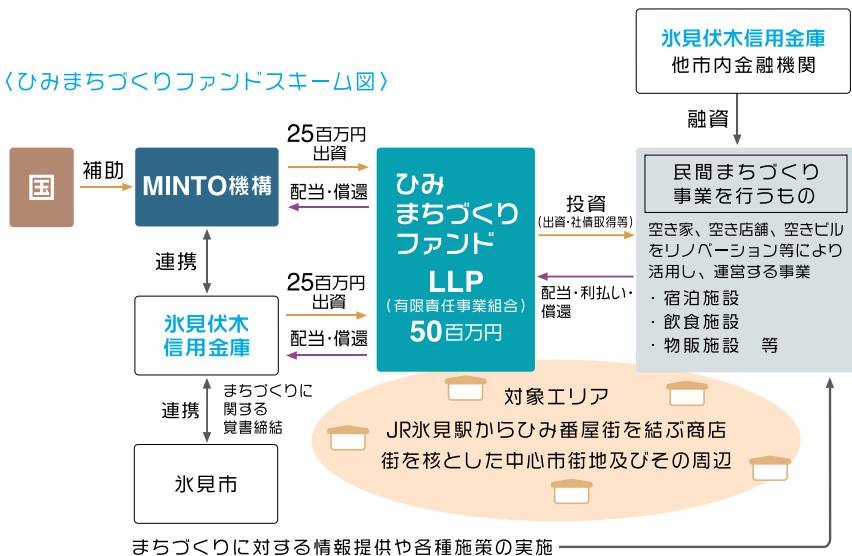 〈ひみまちづくりファンドスキーム図〉
氷見伏木信用金庫
他市内金融機関
融資
国
補助
MINTO機構
25百万円
出資
配当・償還
連携
氷見伏木
信用金庫
25百万円
出資
配当・償還
連携
まちづくりに
関する
覚書締結
氷見市
ひみ
まちづくり
ファンド
LLP
(有限責任事業組合)
50百万円
投資
(出資・社債取得等)
配当・利払い・
償還
民間まちづくり
事業を行うもの
空き家、空き店舗、空きビル
をリノベーション等により
活用し、運営する事業
・宿泊施設
・飲食施設
・物販施設 等
対象エリア
JR氷見駅からひみ番屋街を結ぶ商店
街を核とした中心市街地及びその周辺
まちづくりに対する情報提供や各種施策の実施